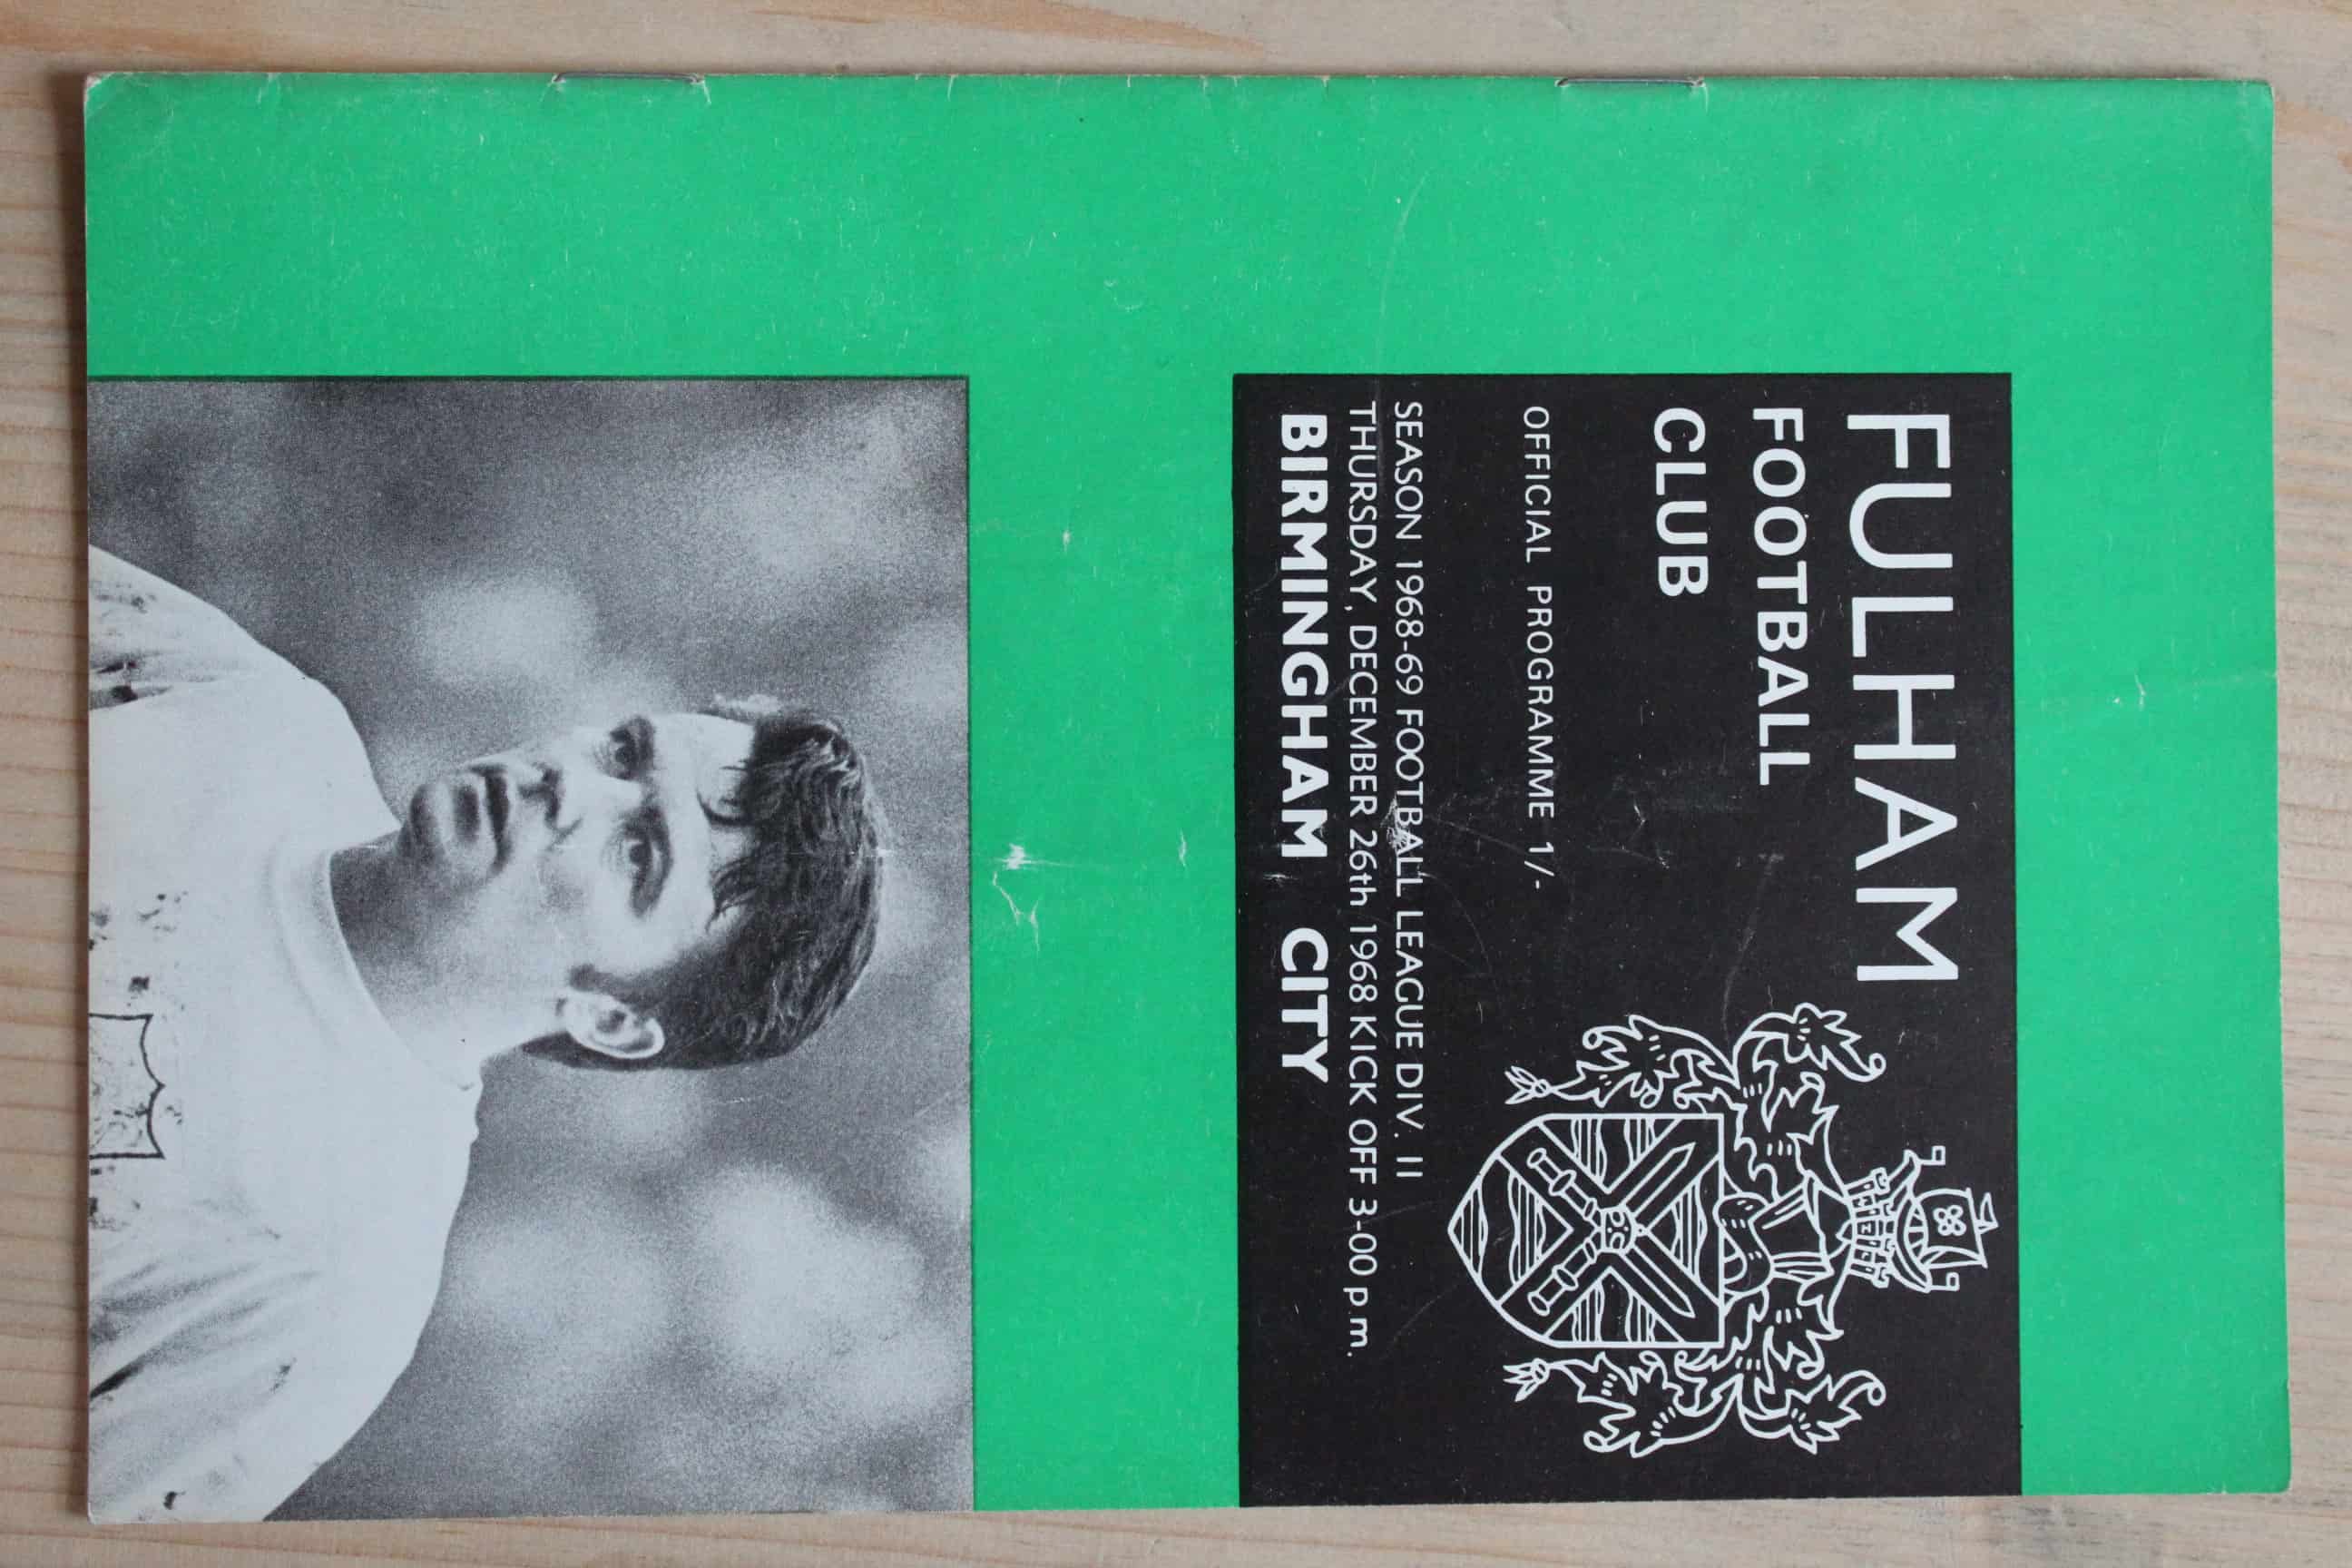 FULHAM
FOOTBALL
CLUB
OFFICIAL PROGRAMME 1/-
SEASON 1968-69 FOOTBALL LEAGUE DIV. II
THURSDAY, DECEMBER 26th 1968 KICK OFF 3-00 p.m.
BIRMINGHAM CITY